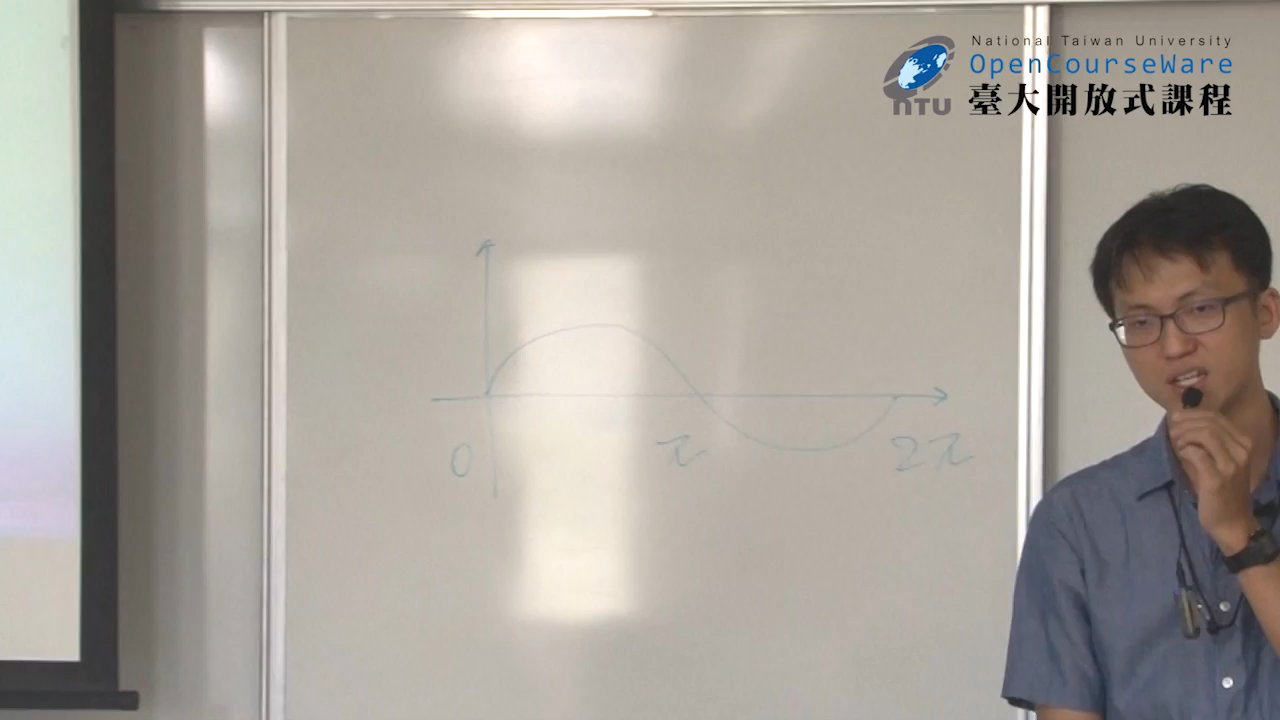 National Taiwan University
OpenCourseWare
NTU 臺大開放式課程
0 π 2π